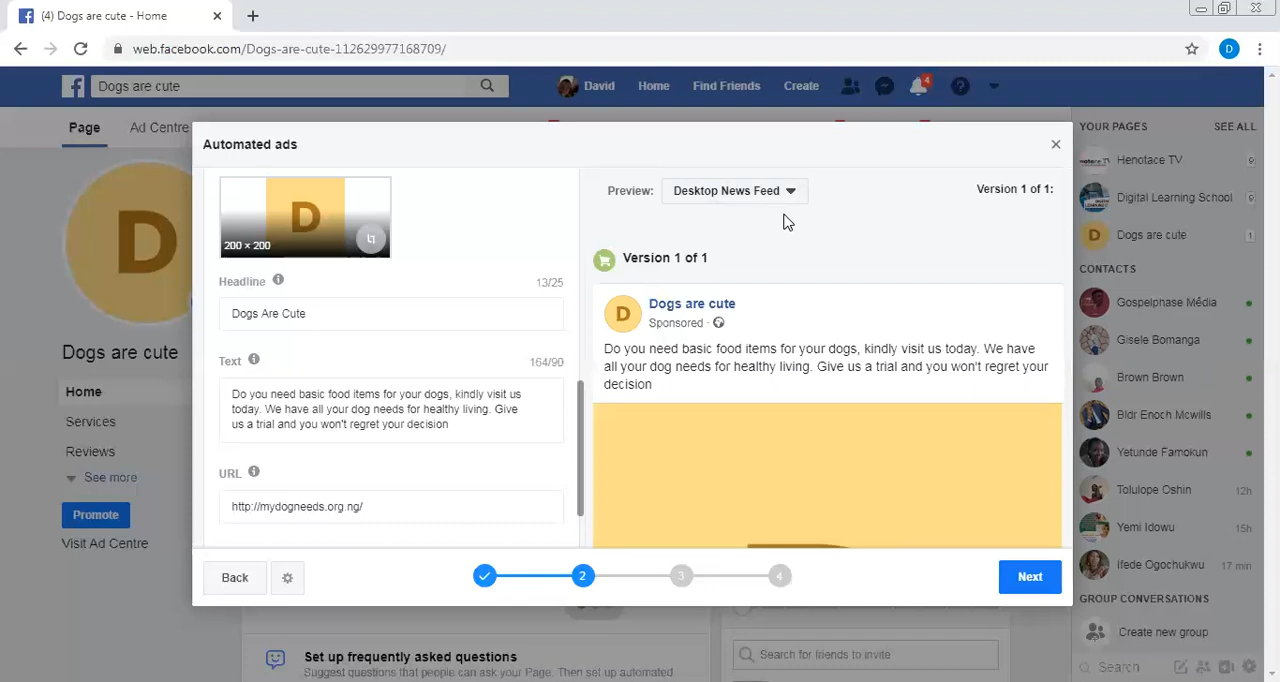 (4) Dogs are cute - Home
web.facebook.com/Dogs-are-cute-112629977168709/
D
Dogs are cute
David
Home
Find Friends
Create
4
Page
Ad Centre
D
Dogs are cute
Home
Services
Reviews
See more
Promote
Visit Ad Centre
Automated ads
D
200 × 200
Headline
13/25
Dogs Are Cute
Text
164/90
Do you need basic food items for your dogs, kindly visit us
today. We have all your dog needs for healthy living. Give
us a trial and you won't regret your decision
URL
http://mydogneeds.org.ng/
Preview:
Desktop News Feed
Version 1 of 1:
Version 1 of 1
D
Dogs are cute
Sponsored ·
Do you need basic food items for your dogs, kindly visit us today. We have
all your dog needs for healthy living. Give us a trial and you won't regret your
decision
Back
2
3
4
Next
Set up frequently asked questions
Suggest questions that people can ask your Page. Then set up automated
Search for friends to invite
YOUR PAGES
SEE ALL
Henotace TV
9
Digital Learning School
9
D
Dogs are cute
1
CONTACTS
Gospelphase Média
Gisele Bomanga
Brown Brown
Bldr Enoch Mcwills
Yetunde Famokun
Tolulope Oshin
12h
Yemi Idowu
15h
Ifede Ogochukwu
17 min
GROUP CONVERSATIONS
Create new group
Search